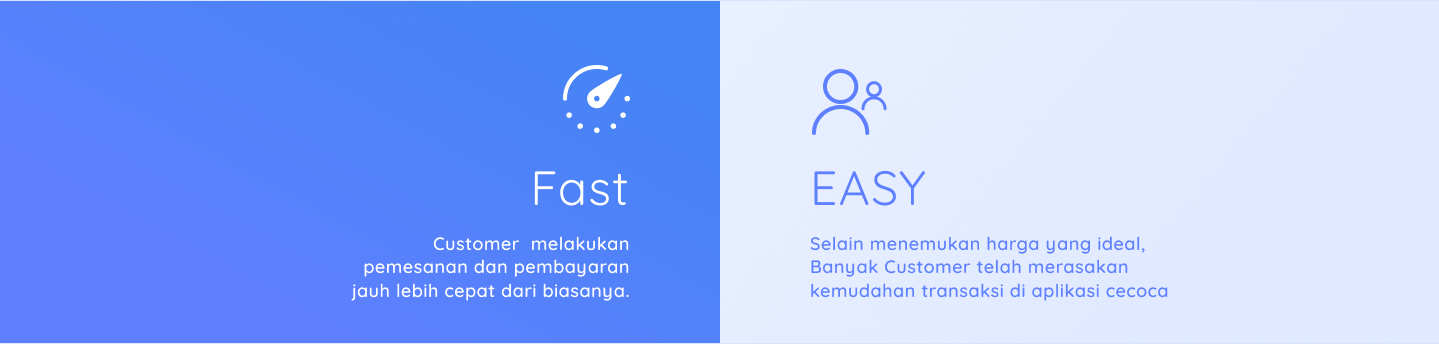 Fast
Customer  melakukan
pemesanan dan pembayaran
jauh lebih cepat dari biasanya.
EASY
Selain menemukan harga yang ideal,
Banyak Customer telah merasakan
kemudahan transaksi di aplikasi cecoca